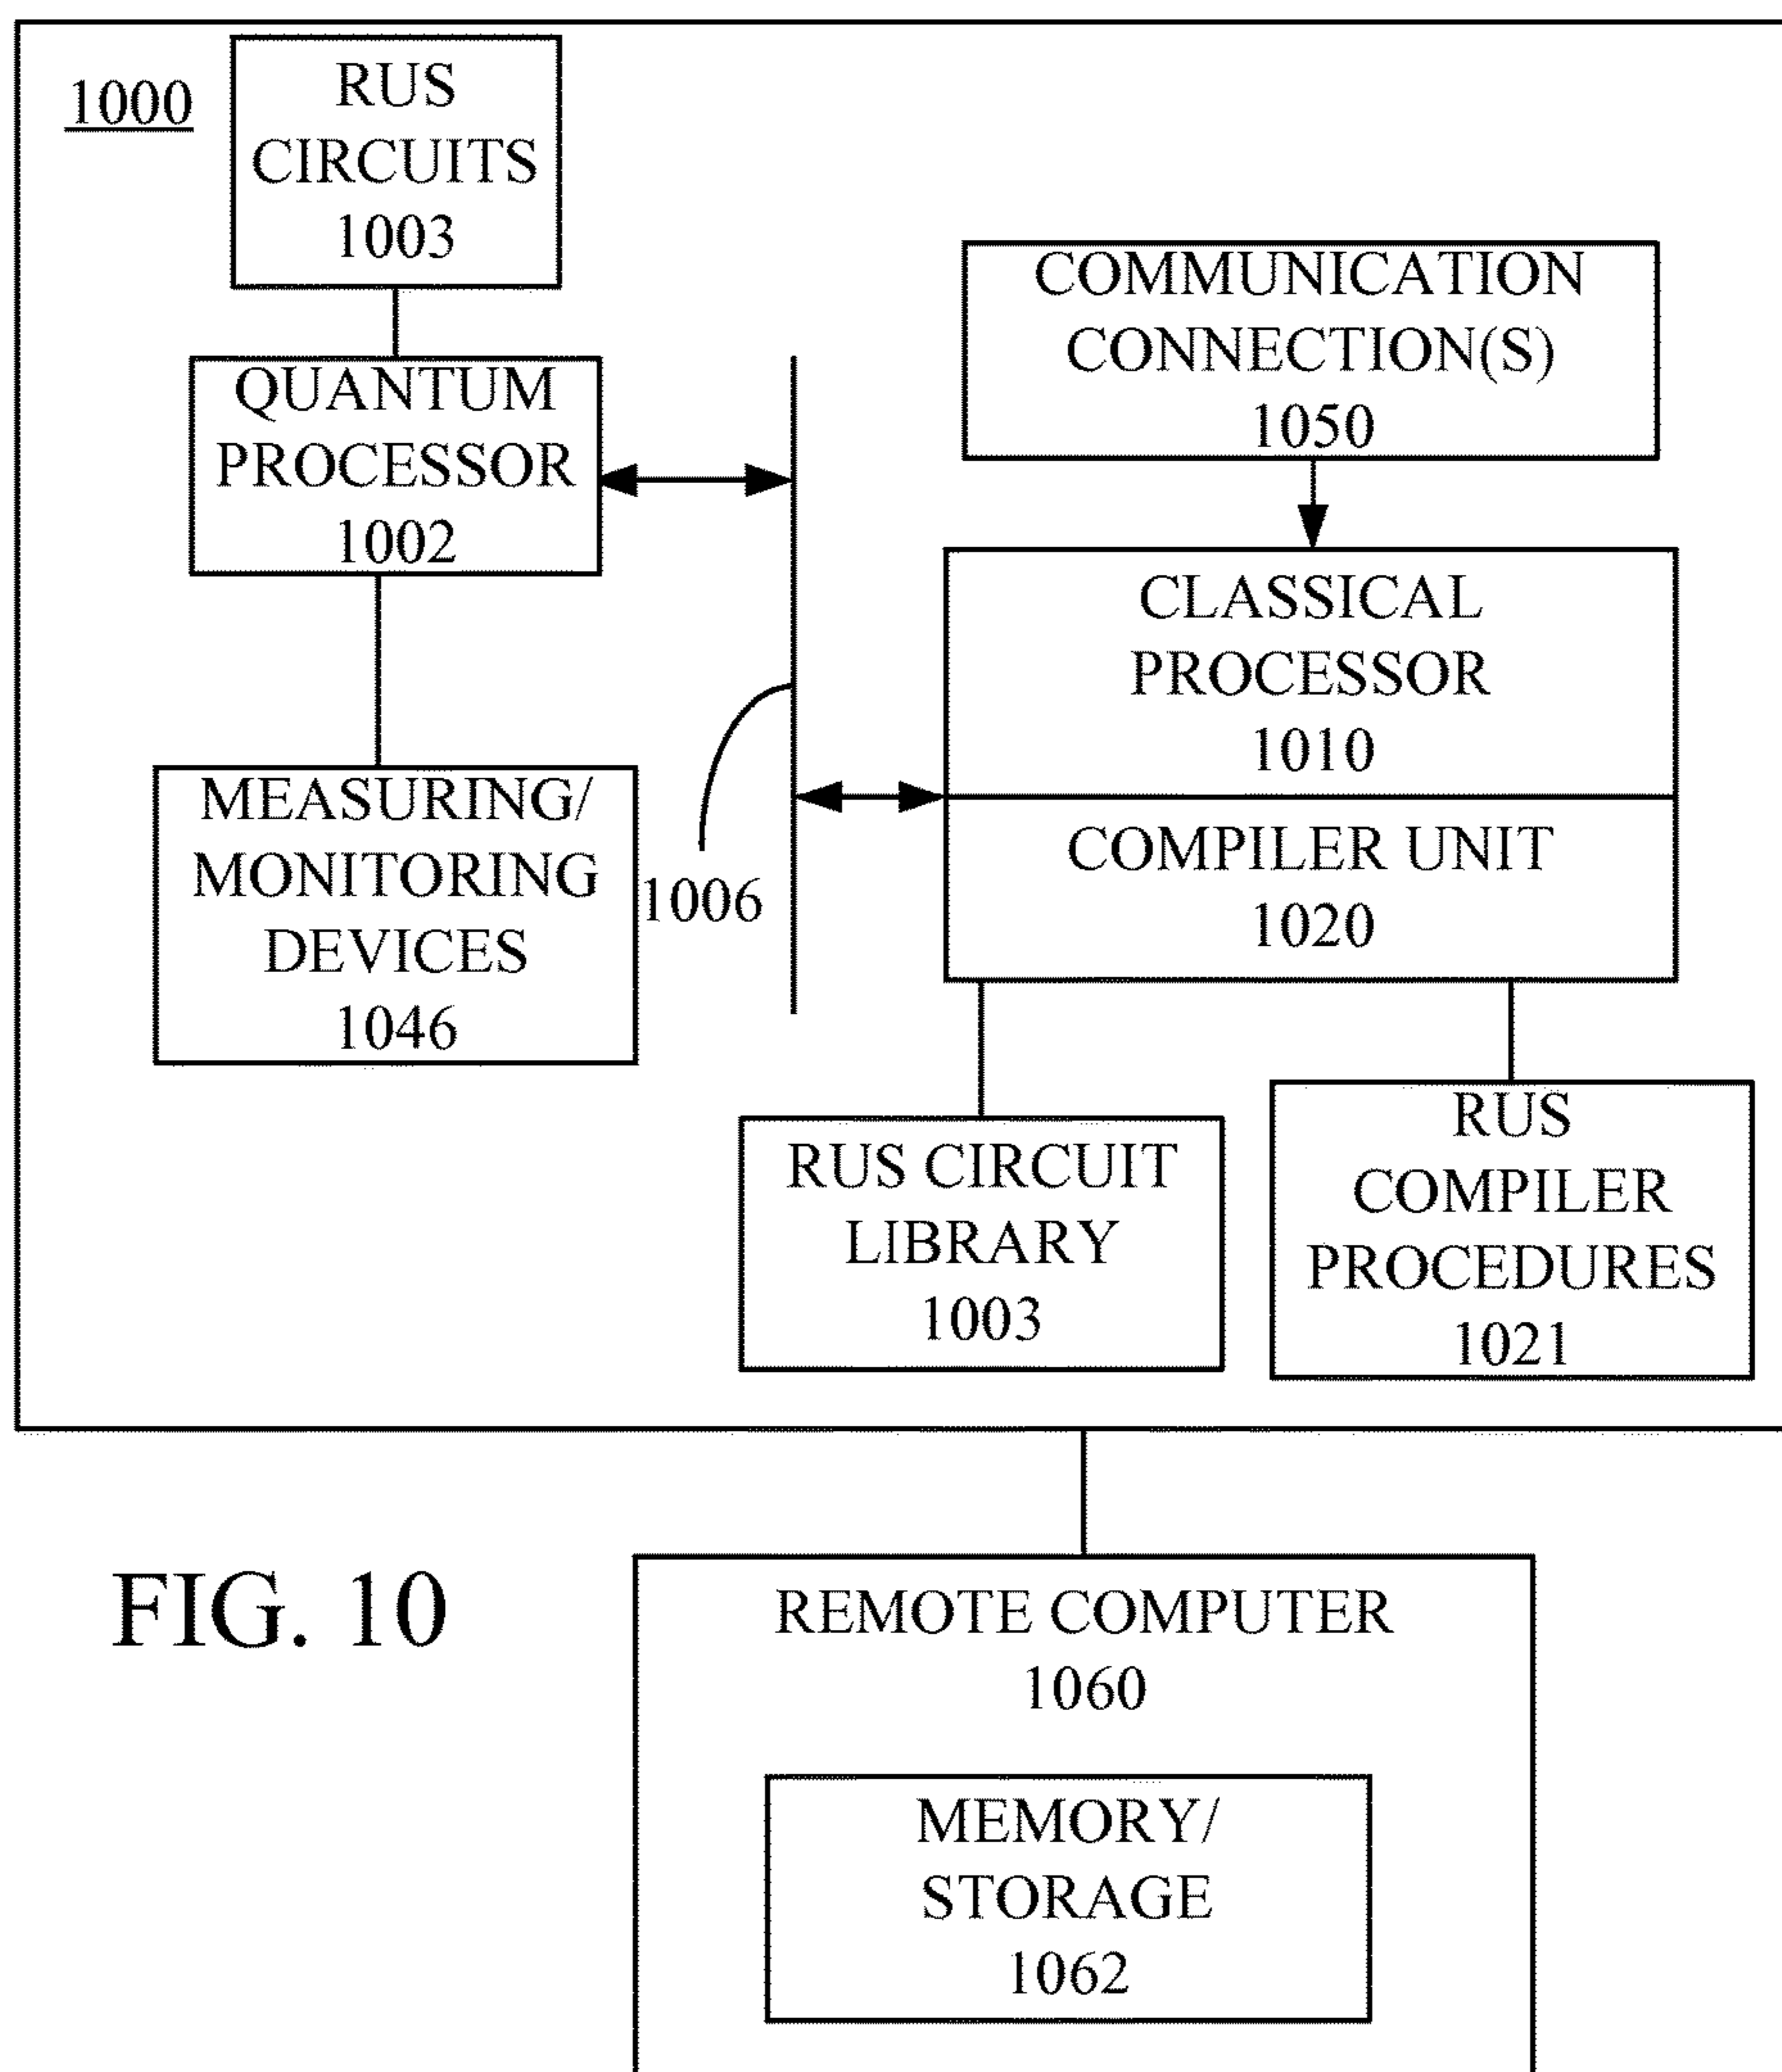 1000
RUS
CIRCUITS
1003
QUANTUM
PROCESSOR
1002
MEASURING/
MONITORING
DEVICES
1046
1006
COMMUNICATION
CONNECTION(S)
1050
CLASSICAL
PROCESSOR
1010
COMPILER UNIT
1020
RUS CIRCUIT
LIBRARY
1003
RUS
COMPILER
PROCEDURES
1021
FIG. 10
REMOTE COMPUTER
1060
MEMORY/
STORAGE
1062